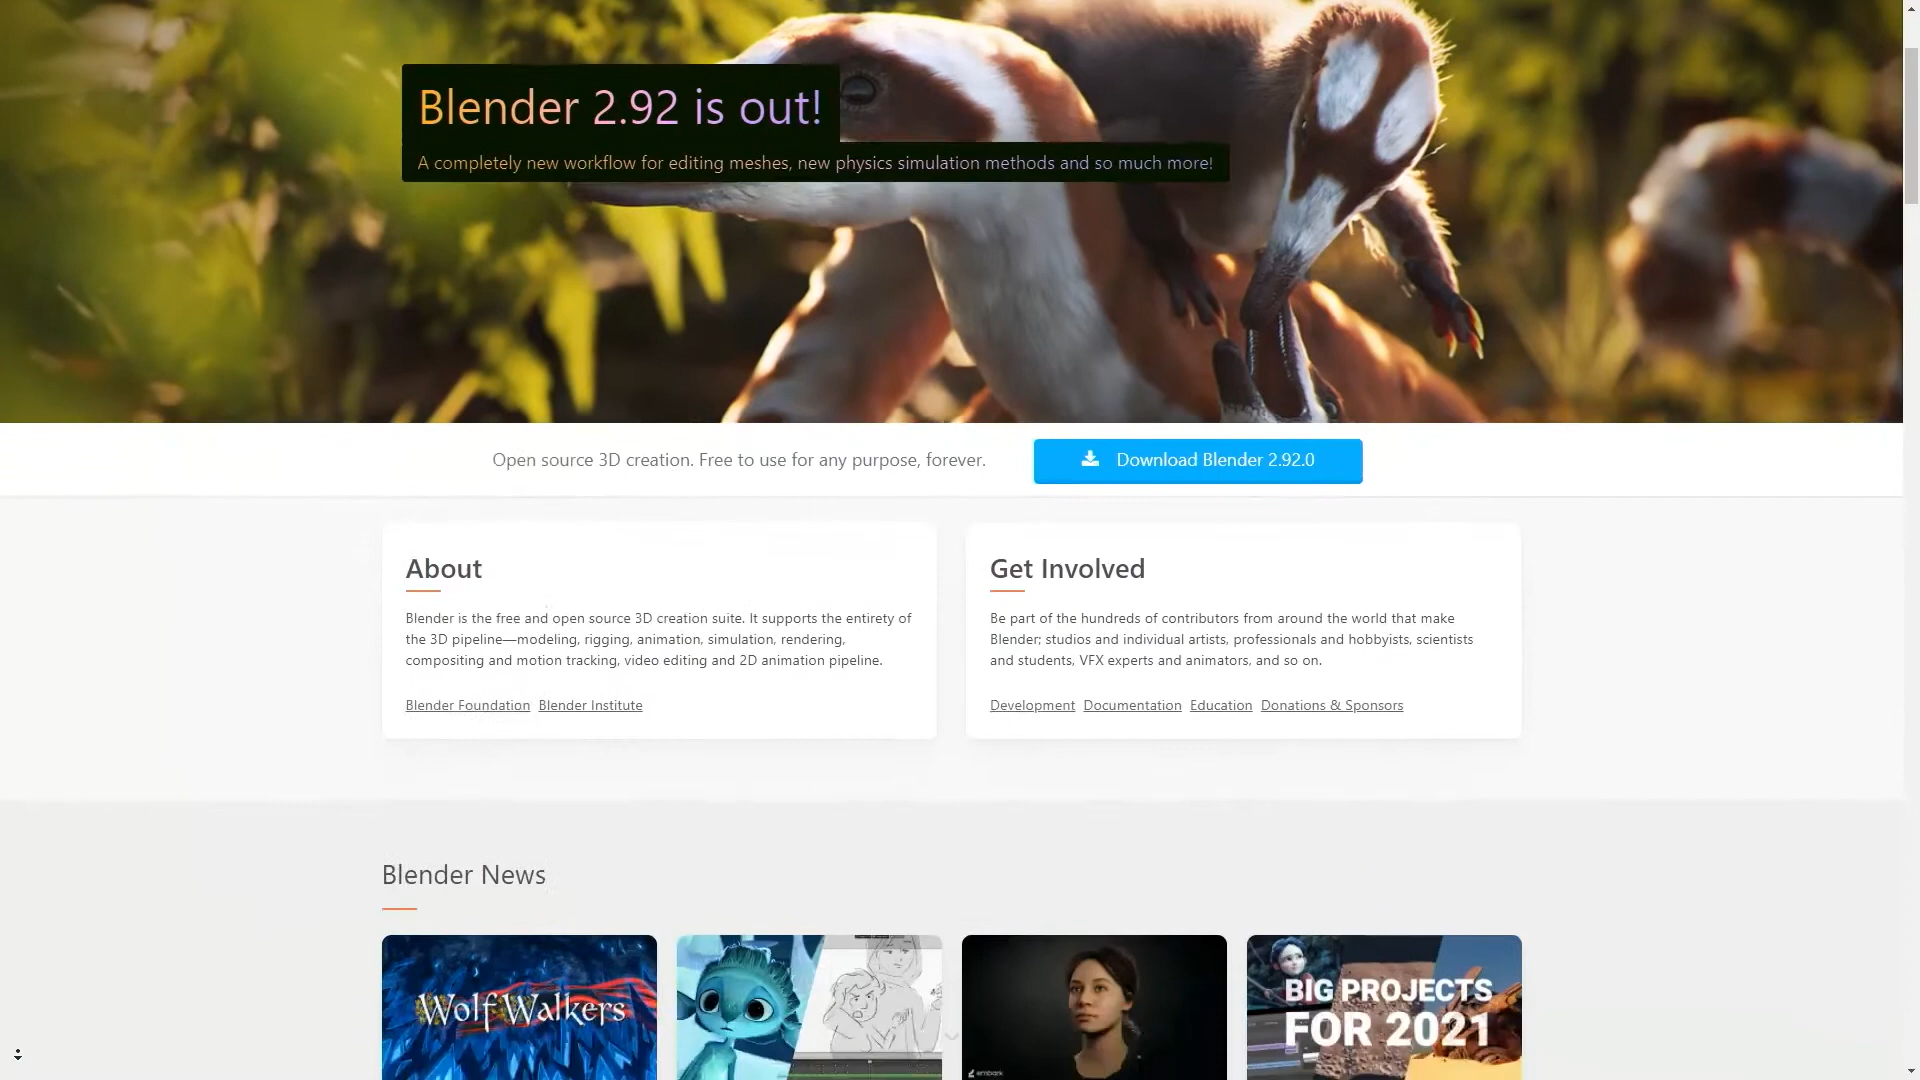 Blender 2.92 is out!
A completely new workflow for editing meshes, new physics simulation methods and so much more!
Open source 3D creation. Free to use for any purpose, forever.
Download Blender 2.92.0
About
Blender is the free and open source 3D creation suite. It supports the entirety of
the 3D pipeline—modeling, rigging, animation, simulation, rendering,
compositing and motion tracking, video editing and 2D animation pipeline.
Blender Foundation Blender Institute
Get Involved
Be part of the hundreds of contributors from around the world that make
Blender; studios and individual artists, professionals and hobbyists, scientists
and students, VFX experts and animators, and so on.
Development Documentation Education Donations & Sponsors
Blender News
WolfWalkers
embark
BIG PROJECTS
FOR 2021